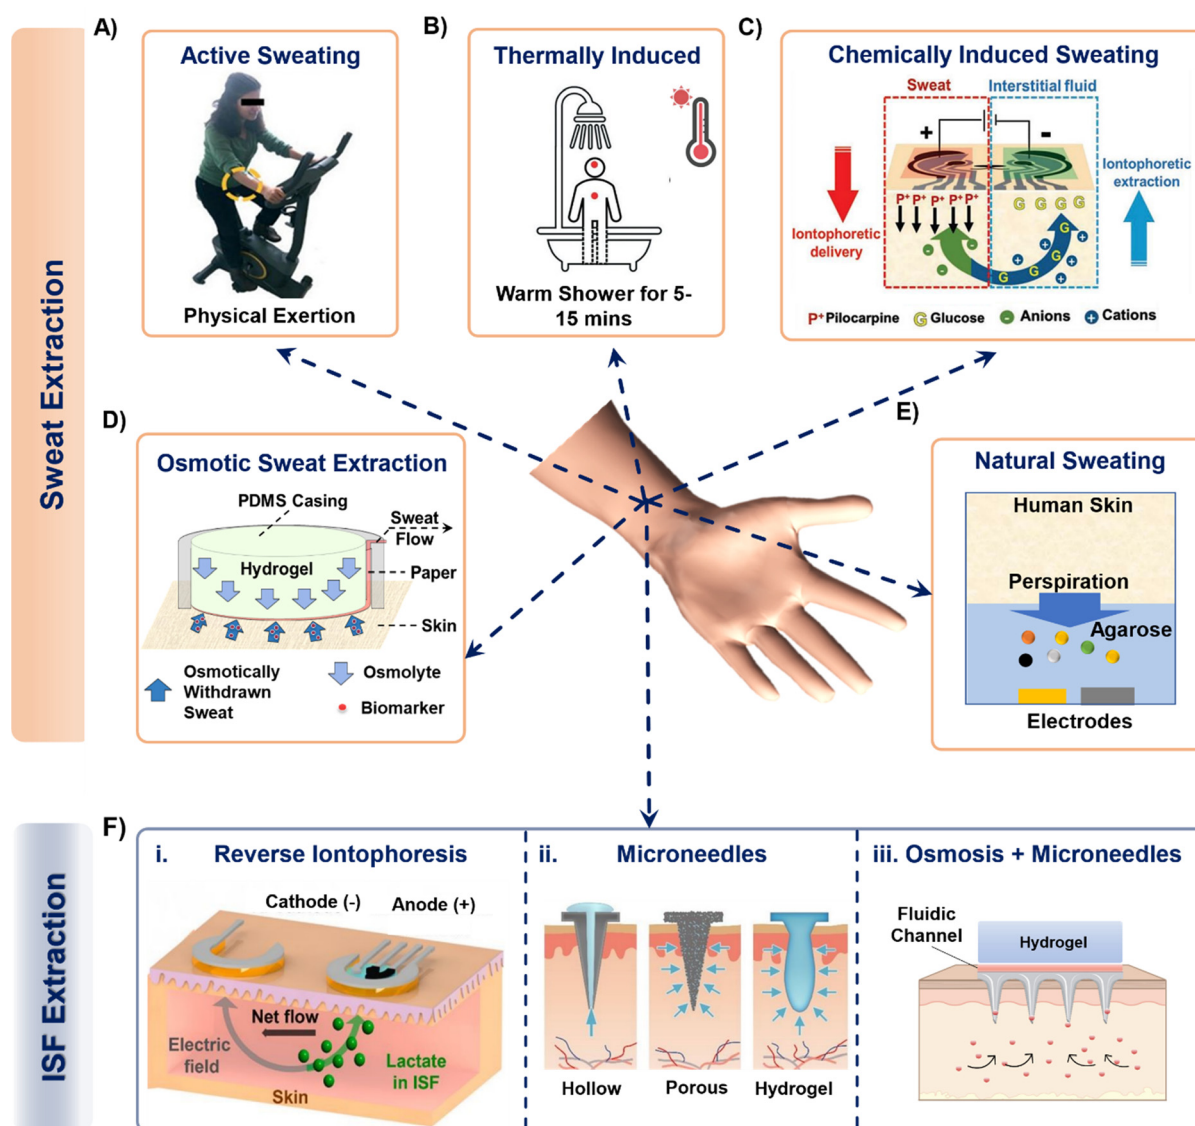 Sweat Extraction
A)
Active Sweating
Physical Exertion
B)
Thermally Induced
Warm Shower for 5-
15 mins
C)
Chemically Induced Sweating
Sweat
Interstitial fluid
+
-
Iontophoretic
delivery
Iontophoretic
extraction
P+ P+ P+ P+ P+
G G G G
G
G
G
G
P+ Pilocarpine
G Glucose
- Anions
+ Cations
D)
Osmotic Sweat Extraction
PDMS Casing
Sweat
Flow
Hydrogel
Paper
Skin
Osmotically
Withdrawn
Sweat
Osmolyte
Biomarker
E)
Natural Sweating
Human Skin
Perspiration
Agarose
Electrodes
ISF Extraction
F)
i. Reverse Iontophoresis
Cathode (-)
Anode (+)
Net flow
Electric
field
Lactate
in ISF
Skin
ii. Microneedles
Hollow
Porous
Hydrogel
iii. Osmosis + Microneedles
Fluidic
Channel
Hydrogel